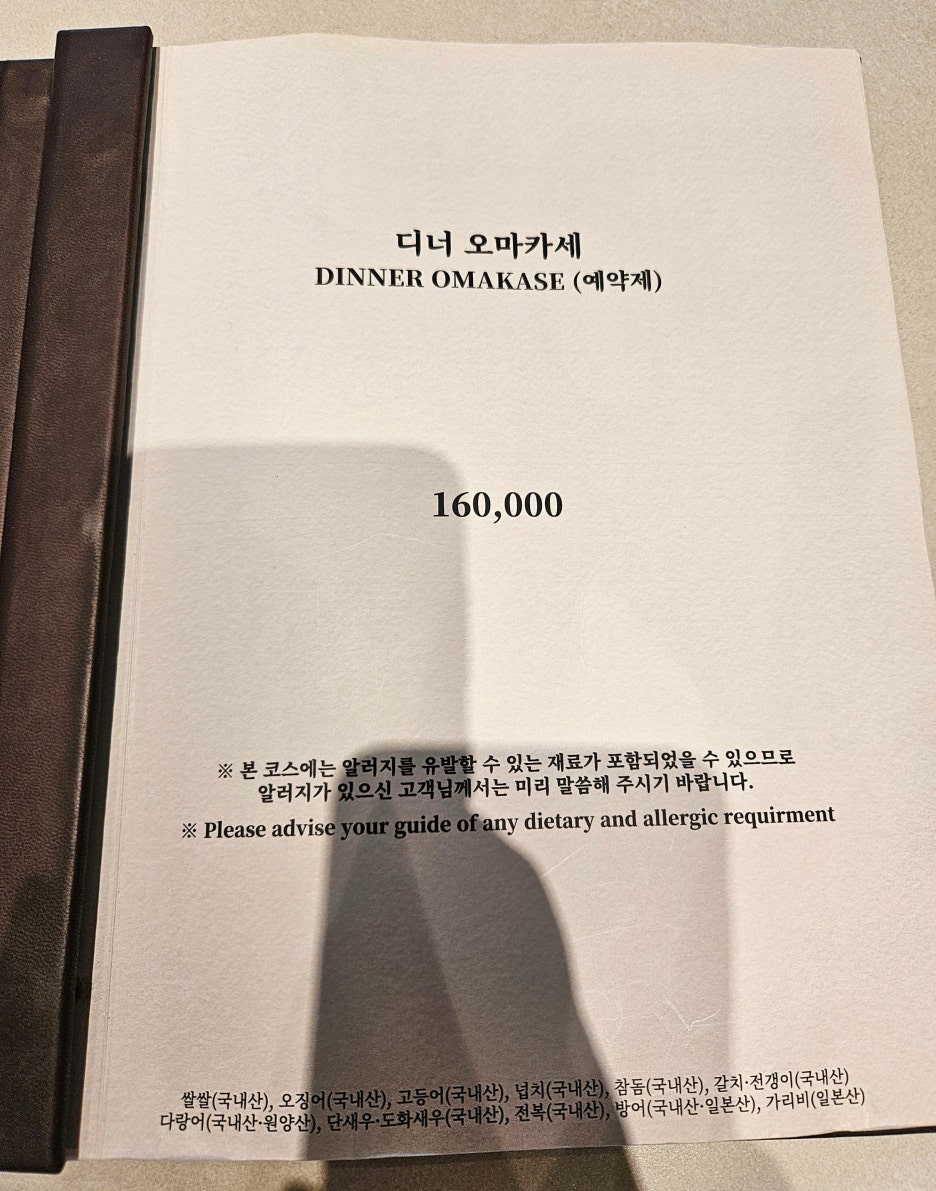 디너 오마카세
DINNER OMAKASE (예약제)
160,000
※ 본 코스에는 알러지를 유발할 수 있는 재료가 포함되었을 수 있으므로
알러지가 있으신 고객님께서는 미리 말씀해 주시기 바랍니다.
※ Please advise your guide of any dietary and allergic requirment
쌀쌀(국내산), 오징어(국내산), 고등어(국내산), 넙치(국내산), 참돔(국내산), 갈치·전갱이(국내산)
다랑어(국내산·원양산), 단새우·도화새우(국내산), 전복(국내산), 방어(국내산·일본산), 가리비(일본산)